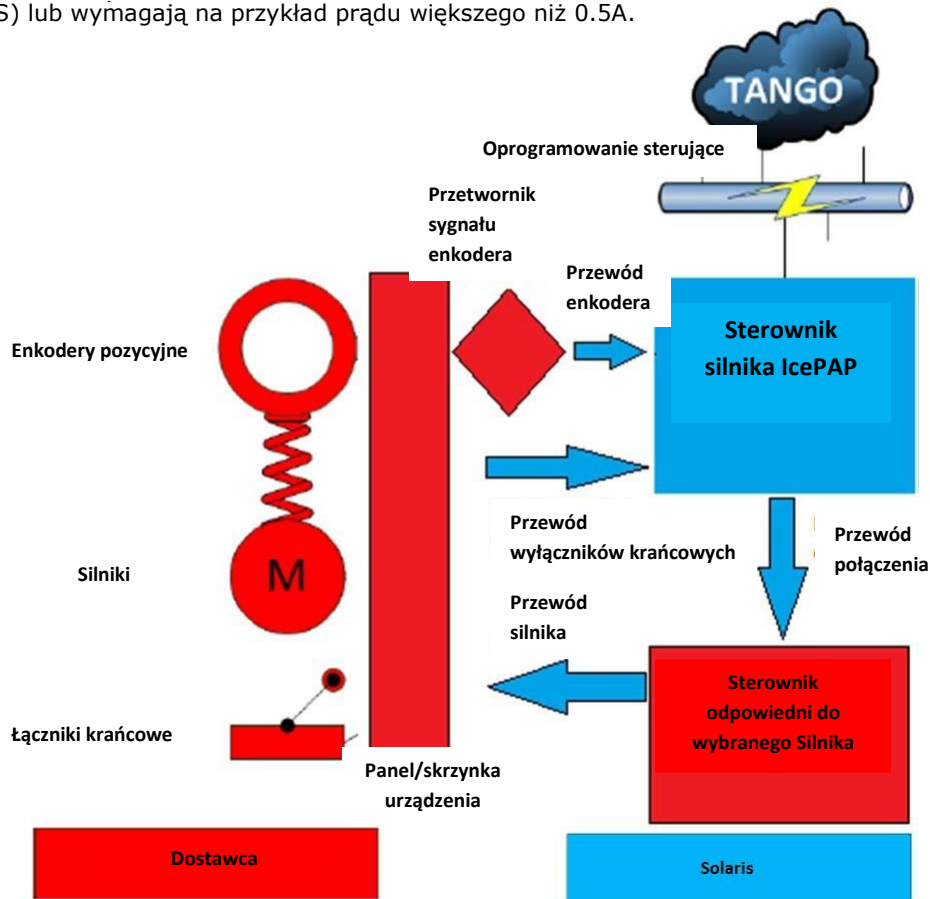 S) lub wymagają na przykład prądu większego niż 0.5A.
TANGO
Oprogramowanie sterujące
Przetwornik
sygnału
enkodera
Przewód
enkodera
Sterownik
silnika IcePAP
Enkodery pozycyjne
Przewód
wyłączników krańcowych
Przewód
połączenia
Silniki
M
Przewód
silnika
Sterownik
odpowiedni do
wybranego Silnika
Łączniki krańcowe
Panel/skrzynka
urządzenia
Dostawca
Solaris